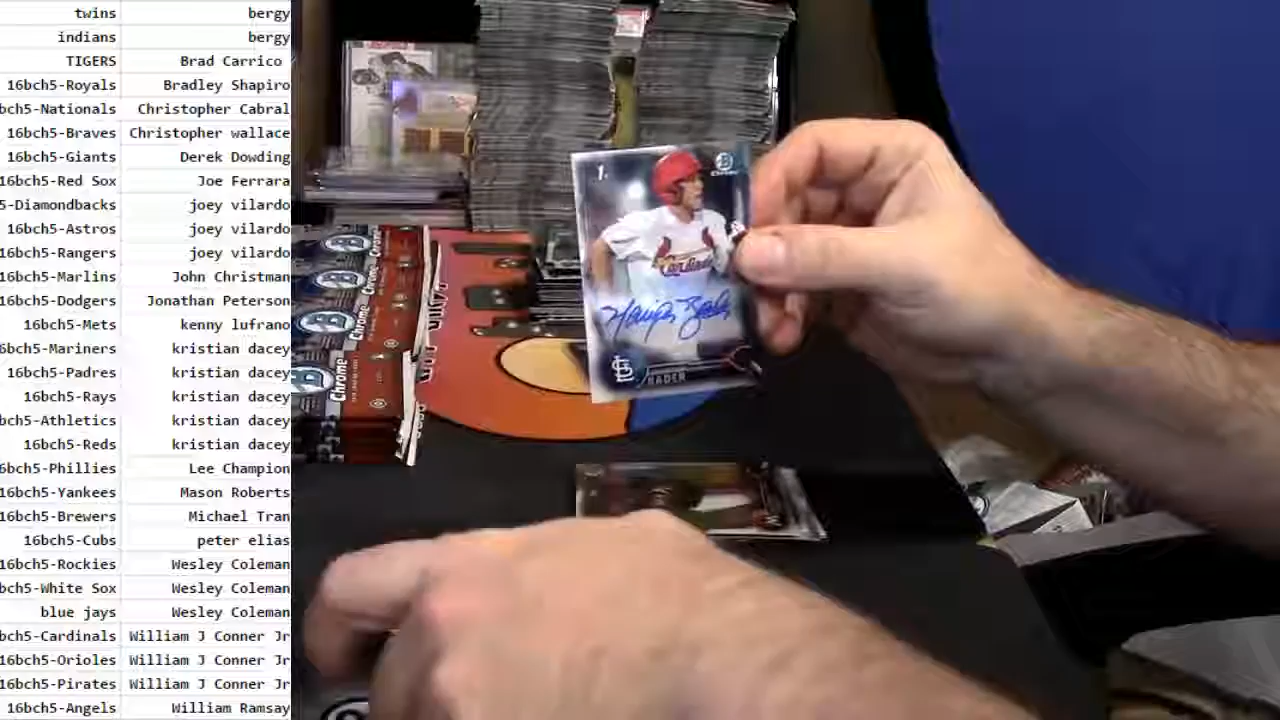 twins bergy
indians bergy
TIGERS Brad Carrico
16bch5-Royals Bradley Shapiro
bch5-Nationals Christopher Cabral
16bch5-Braves Christopher wallace
16bch5-Giants Derek Dowding
16bch5-Red Sox Joe Ferrara
5-Diamondbacks joey vilardo
16bch5-Astros joey vilardo
16bch5-Rangers joey vilardo
16bch5-Marlins John Christman
16bch5-Dodgers Jonathan Peterson
16bch5-Mets kenny lufrano
6bch5-Mariners kristian dacey
16bch5-Padres kristian dacey
16bch5-Rays kristian dacey
6bch5-Athletics kristian dacey
16bch5-Reds kristian dacey
6bch5-Phillies Lee Champion
16bch5-Yankees Mason Roberts
16bch5-Brewers Michael Tran
16bch5-Cubs peter elias
16bch5-Rockies Wesley Coleman
6bch5-White Sox Wesley Coleman
blue jays Wesley Coleman
bch5-Cardinals William J Conner Jr
16bch5-Orioles William J Conner Jr
16bch5-Pirates William J Conner Jr
16bch5-Angels William Ramsay
1st
Chrome
Cardinals
Harrison Bader
BADER
Chrome
Chrome